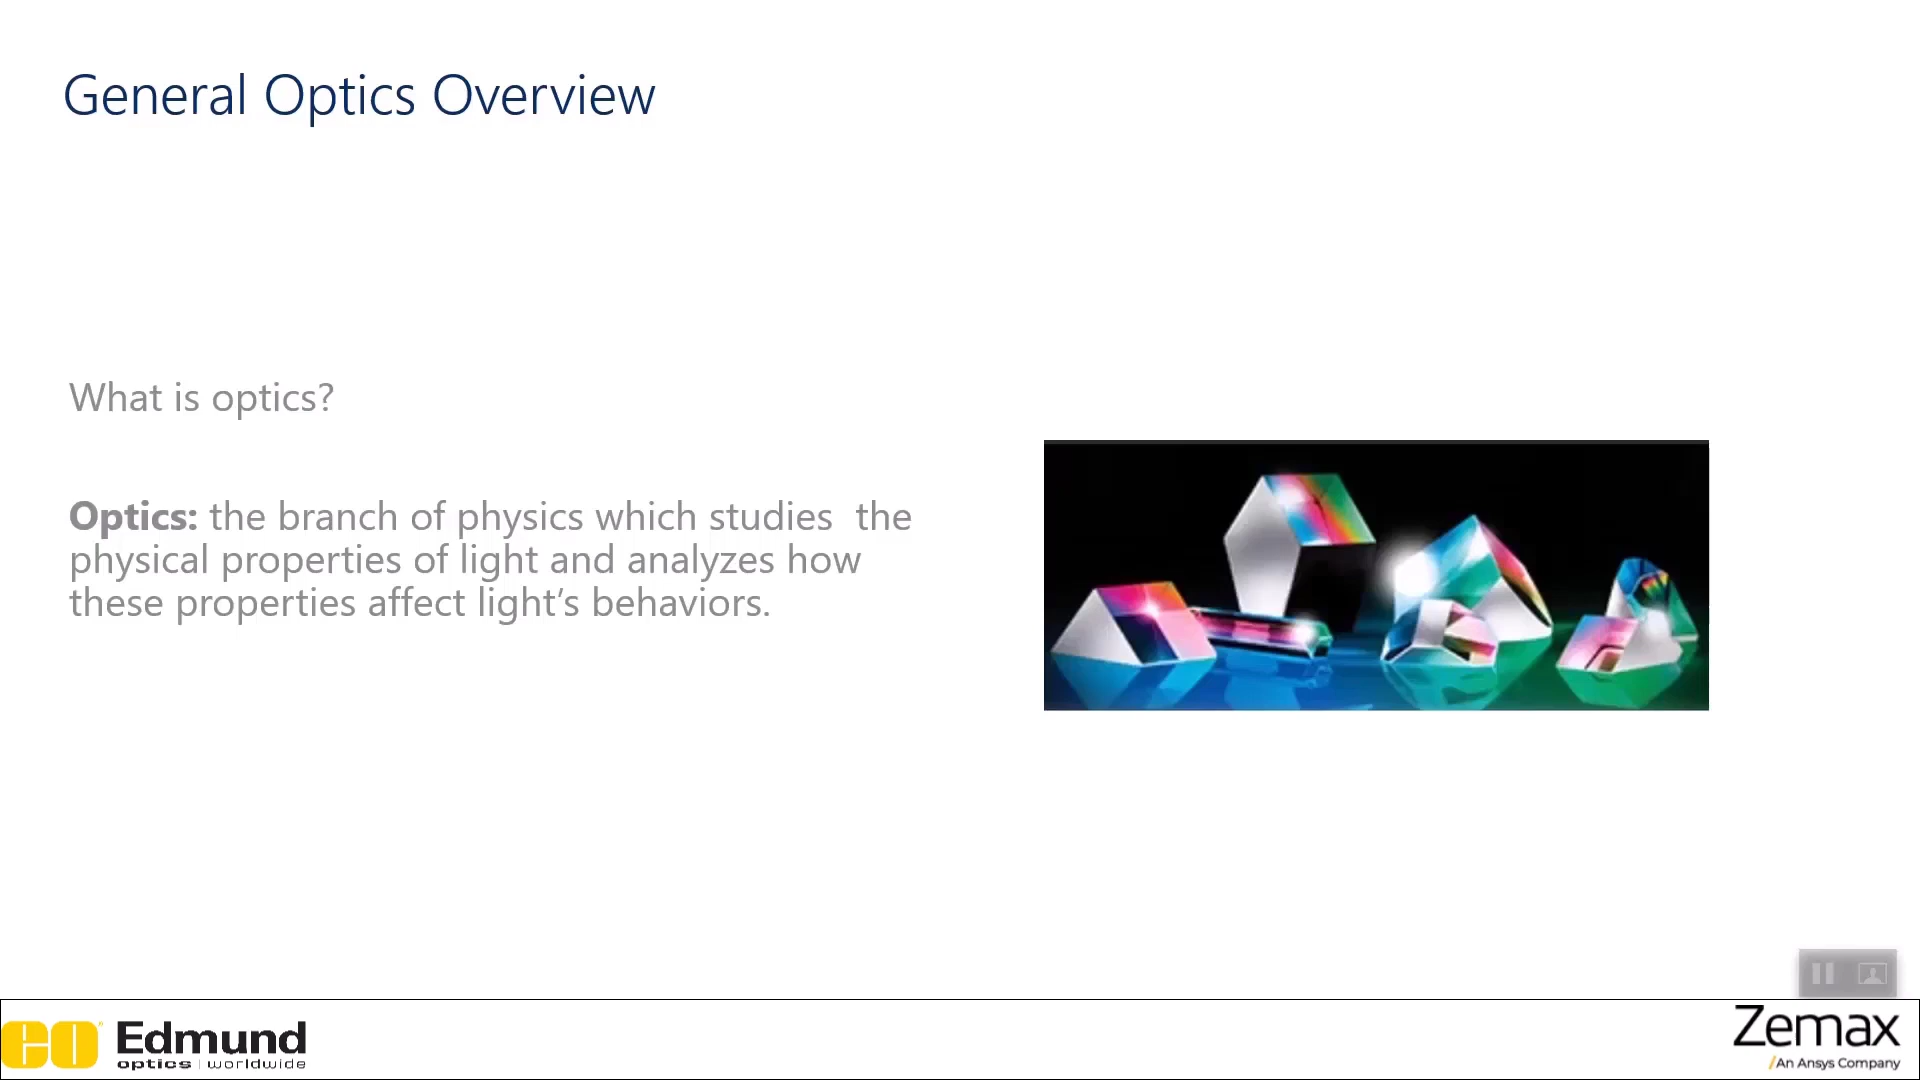 General Optics Overview
What is optics?
Optics: the branch of physics which studies  the
physical properties of light and analyzes how
these properties affect light’s behaviors.
EO
Edmund
optics | worldwide
Zemax
/An Ansys Company